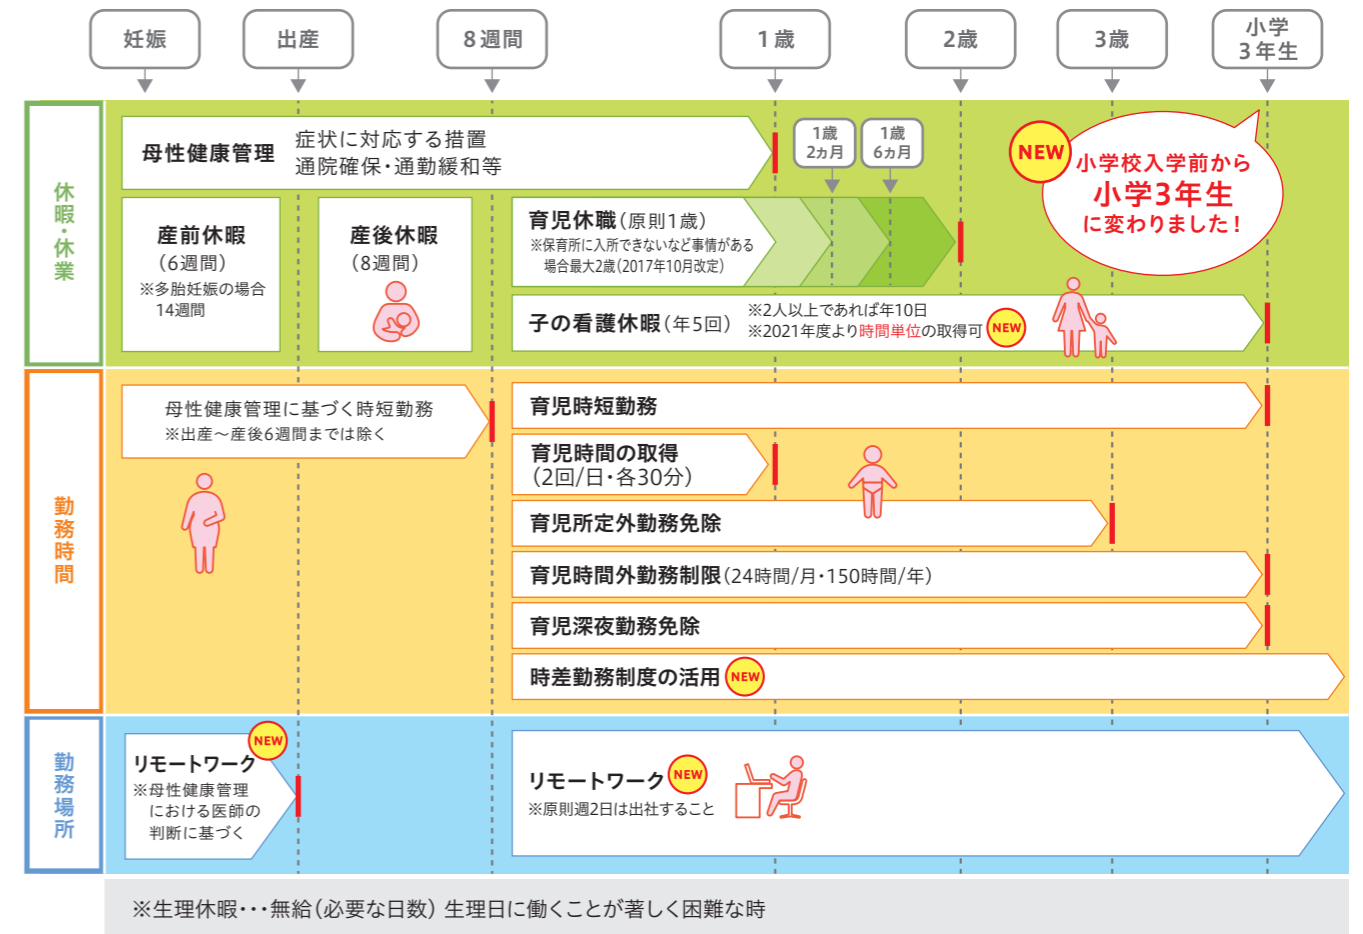 妊娠
出産
8週間
1歳
2歳
3歳
小学
3年生
休暇・休業
母性健康管理
症状に対応する措置
通院確保・通勤緩和等
1歳
2ヵ月
1歳
6ヵ月
NEW
小学校入学前から
小学3年生
に変わりました！
産前休暇
（6週間）
※多胎妊娠の場合
14週間
産後休暇
（8週間）
育児休職（原則1歳）
※保育所に入所できないなど事情がある
場合最大2歳（2017年10月改定）
子の看護休暇（年5回）
※2人以上であれば年10日
※2021年度より時間単位の取得可
NEW
勤務時間
母性健康管理に基づく時短勤務
※出産～産後6週間までは除く
育児時短勤務
育児時間の取得
（2回/日・各30分）
育児所定外勤務免除
育児時間外勤務制限（24時間/月・150時間/年）
育児深夜勤務免除
時差勤務制度の活用 NEW
勤務場所
NEW
リモートワーク
※母性健康管理
における医師の
判断に基づく
リモートワーク NEW
※原則週2日は出社すること
※生理休暇・・・無給（必要な日数） 生理日に働くことが著しく困難な時